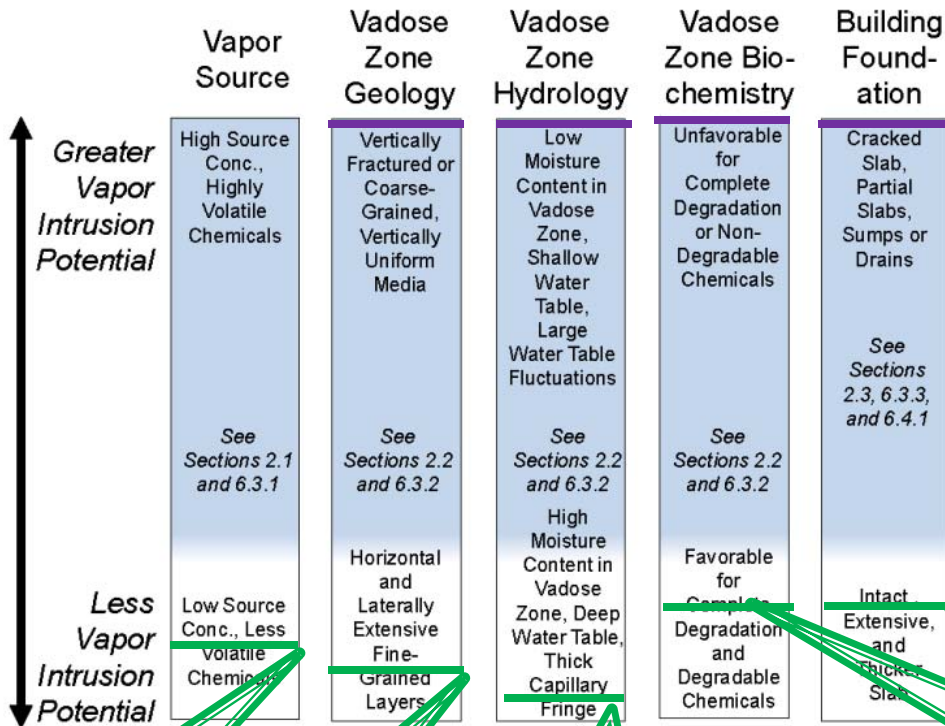 Vapor
Source
Vadose
Zone
Geology
Vadose
Zone
Hydrology
Vadose
Zone Bio-
chemistry
Building
Found-
ation
Greater
Vapor
Intrusion
Potential
High Source
Conc.,
Highly
Volatile
Chemicals
See
Sections 2.1
and 6.3.1
Vertically
Fractured or
Coarse-
Grained,
Vertically
Uniform
Media
See
Sections 2.2
and 6.3.2
Low
Moisture
Content in
Vadose
Zone,
Shallow
Water
Table,
Large
Water Table
Fluctuations
See
Sections 2.2
and 6.3.2
Unfavorable
for
Complete
Degradation
or Non-
Degradable
Chemicals
See
Sections 2.2
and 6.3.2
Cracked
Slab,
Partial
Slabs,
Sumps or
Drains
See
Sections
2.3, 6.3.3,
and 6.4.1
Less
Vapor
Intrusion
Potential
Low Source
Conc., Less
Volatile
Chemicals
Horizontal
and
Laterally
Extensive
Fine-
Grained
Layers
High
Moisture
Content in
Vadose
Zone, Deep
Water Table,
Thick
Capillary
Fringe
Favorable
for
Complete
Degradation
and
Degradable
Chemicals
Intact,
Extensive,
and
Thicker
Slab